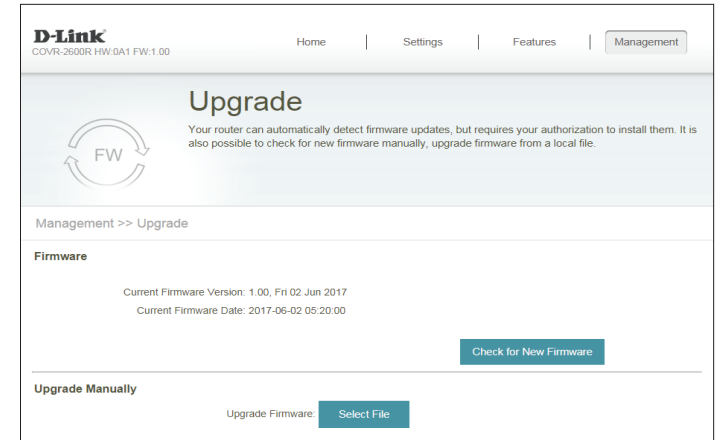 D-Link
COVR-2600R HW:0A1 FW:1.00
Home | Settings | Features | Management
Upgrade
Your router can automatically detect firmware updates, but requires your authorization to install them. It is
also possible to check for new firmware manually, upgrade firmware from a local file.
FW
Management >> Upgrade
Firmware
Current Firmware Version: 1.00, Fri 02 Jun 2017
Current Firmware Date: 2017-06-02 05:20:00
Check for New Firmware
Upgrade Manually
Upgrade Firmware: Select File